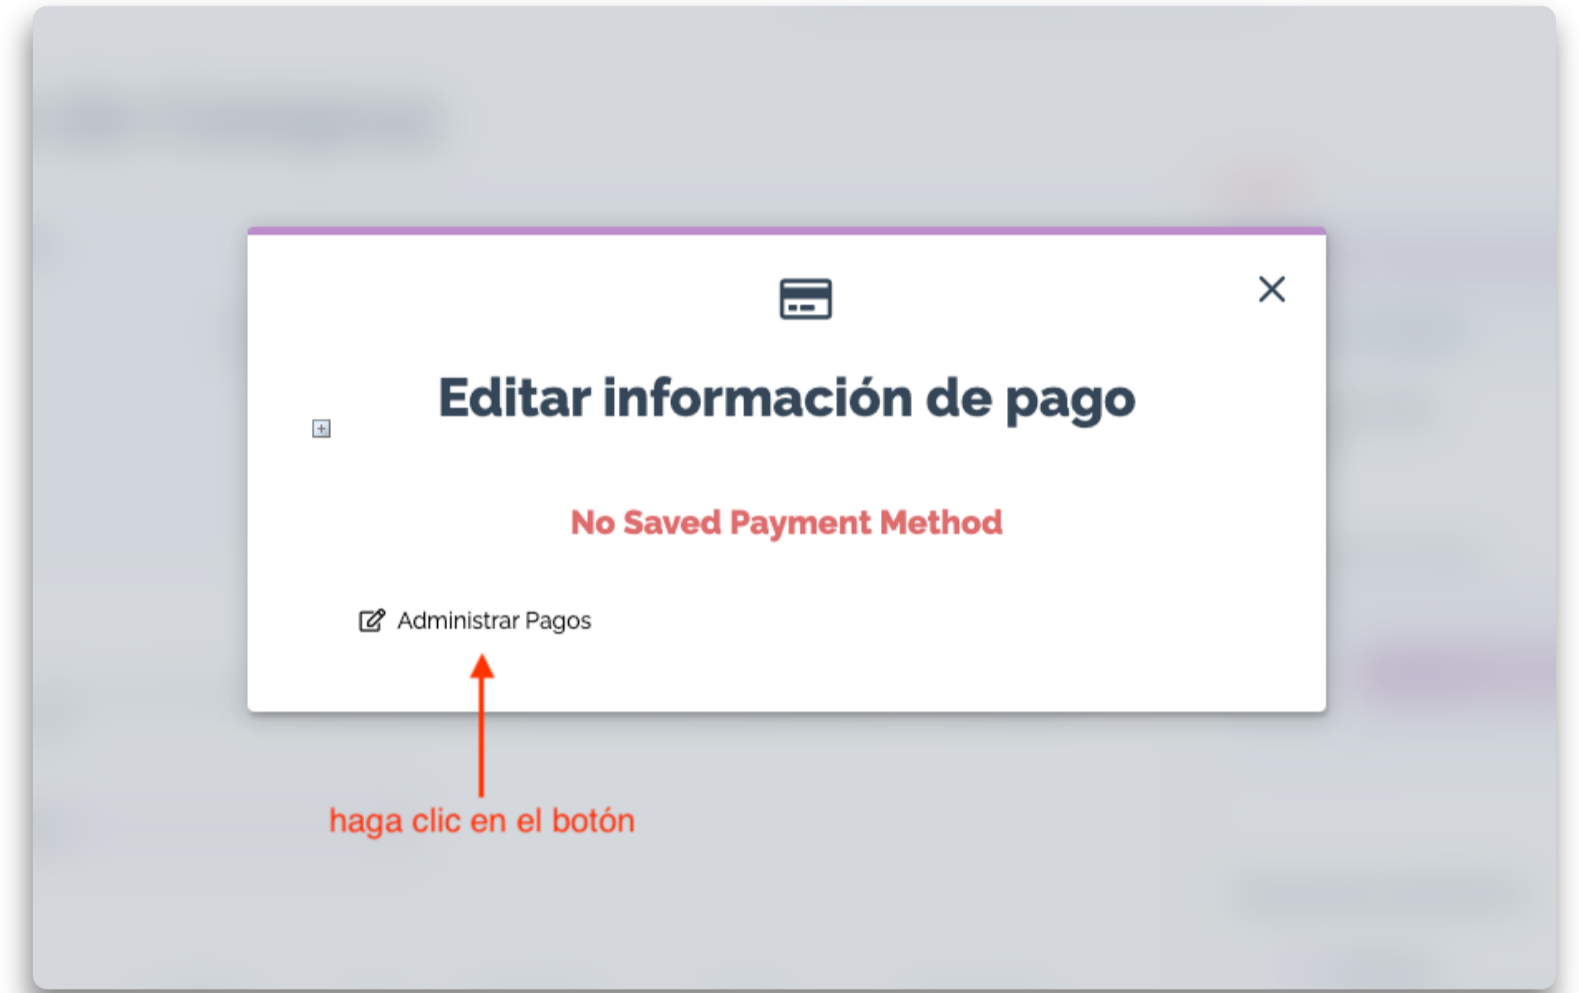 Editar información de pago
No Saved Payment Method
Administrar Pagos
haga clic en el botón